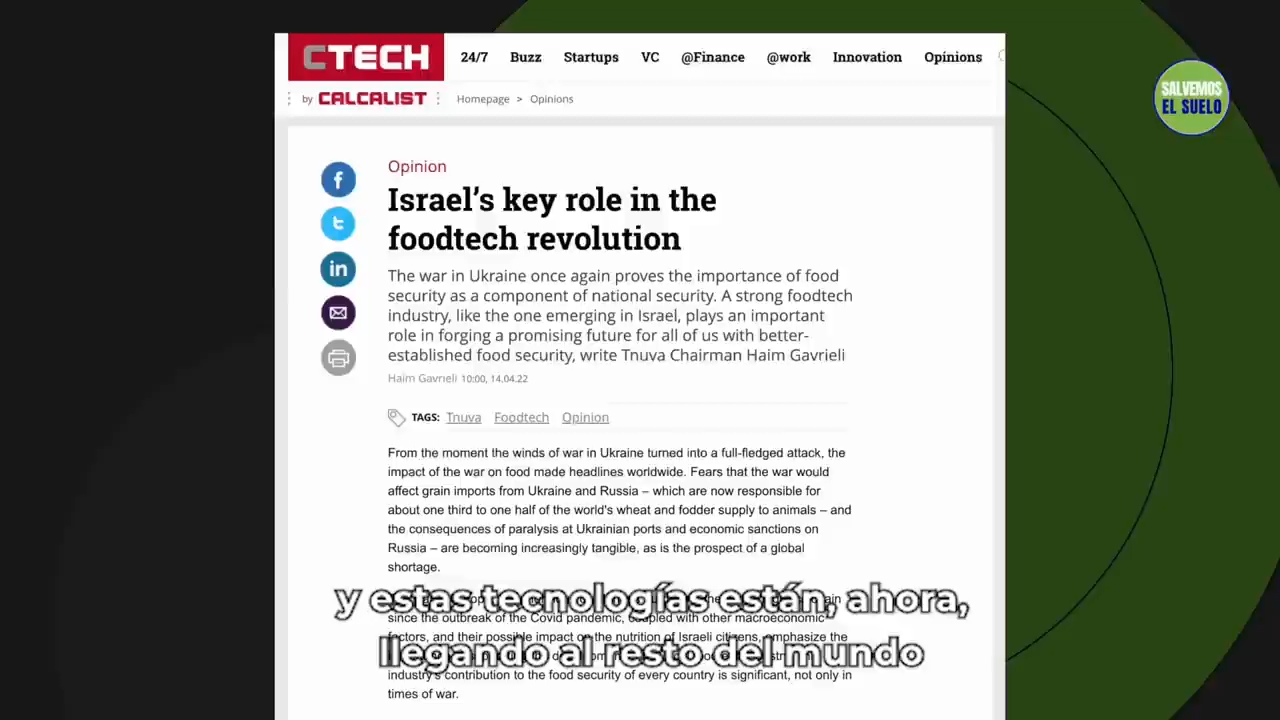 CTECH
24/7 Buzz Startups VC @Finance @work Innovation Opinions
by CALCALIST Homepage > Opinions
SALVEMOS
EL SUELO
Opinion
Israel's key role in the
foodtech revolution
The war in Ukraine once again proves the importance of food
security as a component of national security. A strong foodtech
industry, like the one emerging in Israel, plays an important
role in forging a promising future for all of us with better-
established food security, write Tnuva Chairman Haim Gavrieli
Haim Gavrieli 10:00, 14.04.22
TAGS: Tnuva Foodtech Opinion
From the moment the winds of war in Ukraine turned into a full-fledged attack, the
impact of the war on food made headlines worldwide. Fears that the war would
affect grain imports from Ukraine and Russia – which are now responsible for
about one third to one half of the world's wheat and fodder supply to animals – and
the consequences of paralysis at Ukrainian ports and economic sanctions on
Russia – are becoming increasingly tangible, as is the prospect of a global
shortage.
y estas tecnologías están, ahora,
since the outbreak of the Covid pandemic, coupled with other macroeconomic
factors, and their possible impact on the nutrition of Israeli citizens, emphasize the
llegando al resto del mundo
industry's contribution to the food security of every country is significant, not only in
times of war.